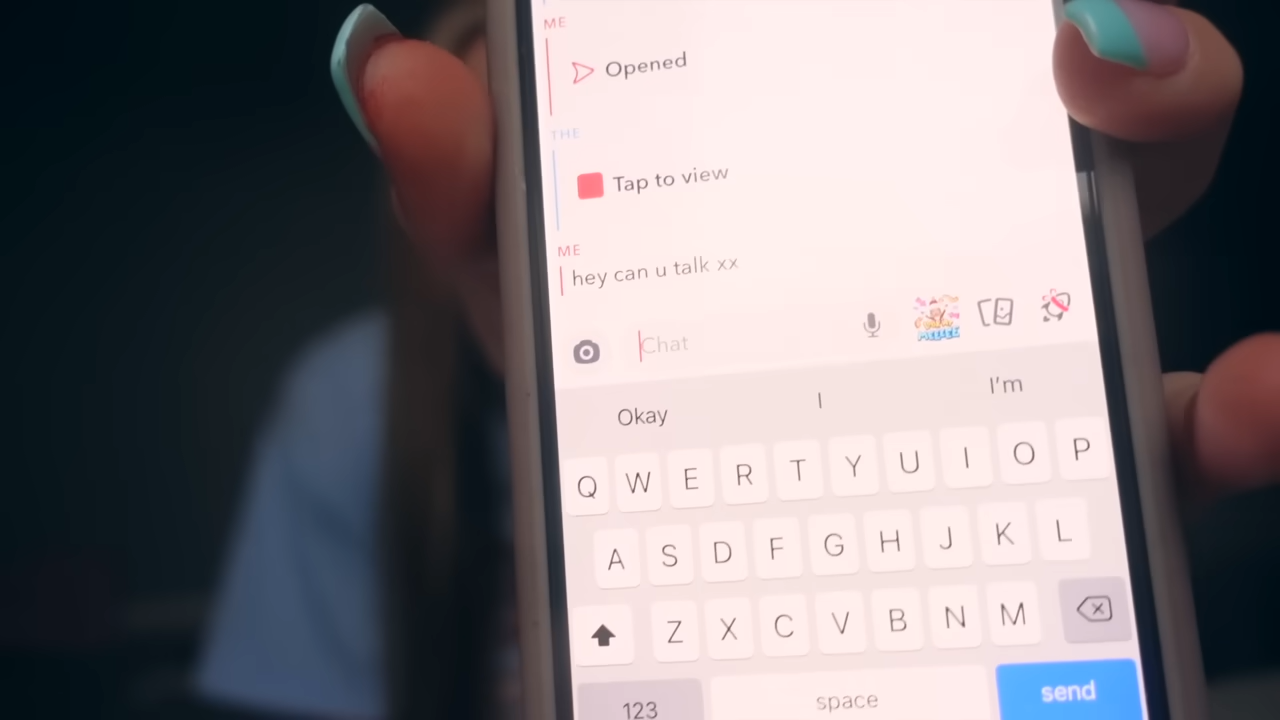 ME
Opened
THE
Tap to view
ME
hey can u talk xx
Chat
Okay I I'm
Q W E R T Y U I O P
A S D F G H J K L
Z X C V B N M
123 space send